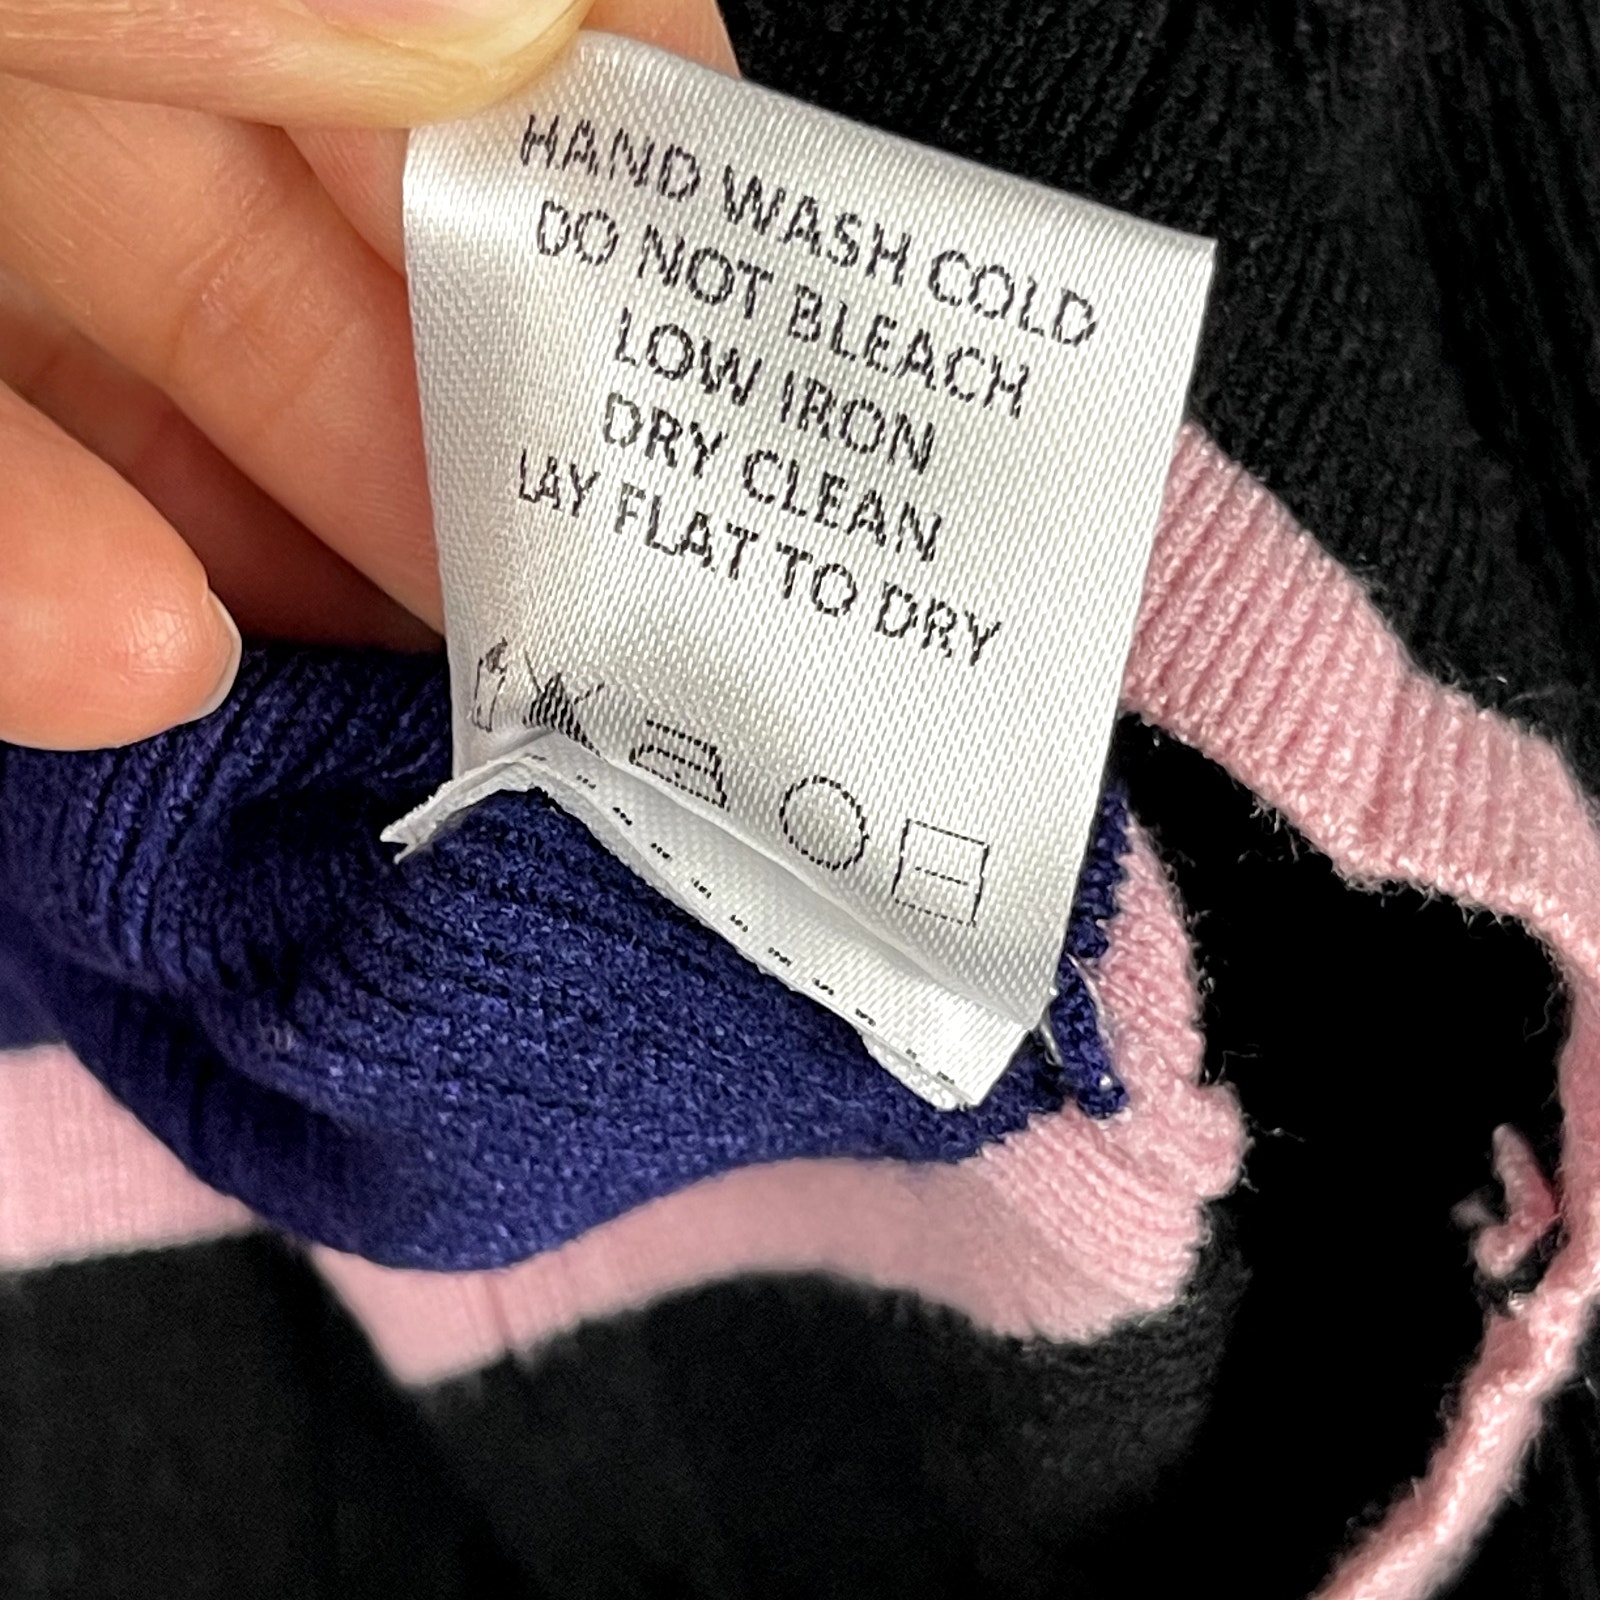 HAND WASH COLD
DO NOT BLEACH
LOW IRON
DRY CLEAN
LAY FLAT TO DRY